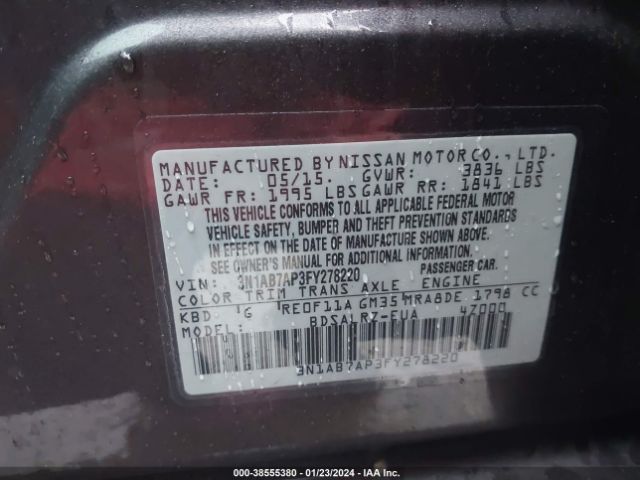 MANUFACTURED BY NISSAN MOTOR CO., LTD.
DATE: 05/15. GVWR: 3836 LBS
GAWR FR: 1995 LBS GAWR RR: 1841 LBS
THIS VEHICLE CONFORMS TO ALL APPLICABLE FEDERAL MOTOR
VEHICLE SAFETY, BUMPER AND THEFT PREVENTION STANDARDS
IN EFFECT ON THE DATE OF MANUFACTURE SHOWN ABOVE.
SEE OWNER'S MANUAL FOR ADDITIONAL INFORMATION.
VIN: 3N1AB7AP3FY278220 PASSENGER CAR.
COLOR TRIM TRANS AXLE ENGINE
KBD G RE0F11A GM35 MRA8DE 1798 CC
MODEL: BDSALRZ-EUA 4Z000
3N1AB7AP3FY278220
000-38555380 - 01/23/2024 - IAA Inc.